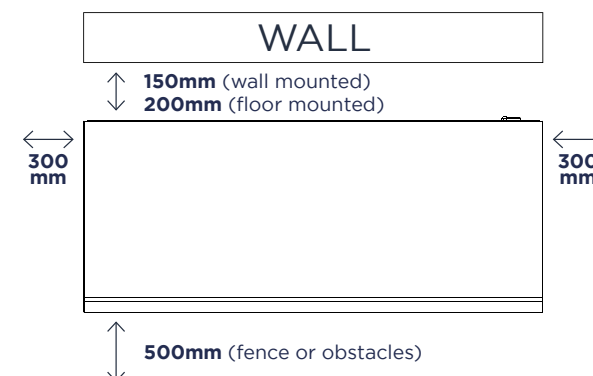 WALL
150mm (wall mounted)
200mm (floor mounted)
300
mm
300
mm
500mm (fence or obstacles)